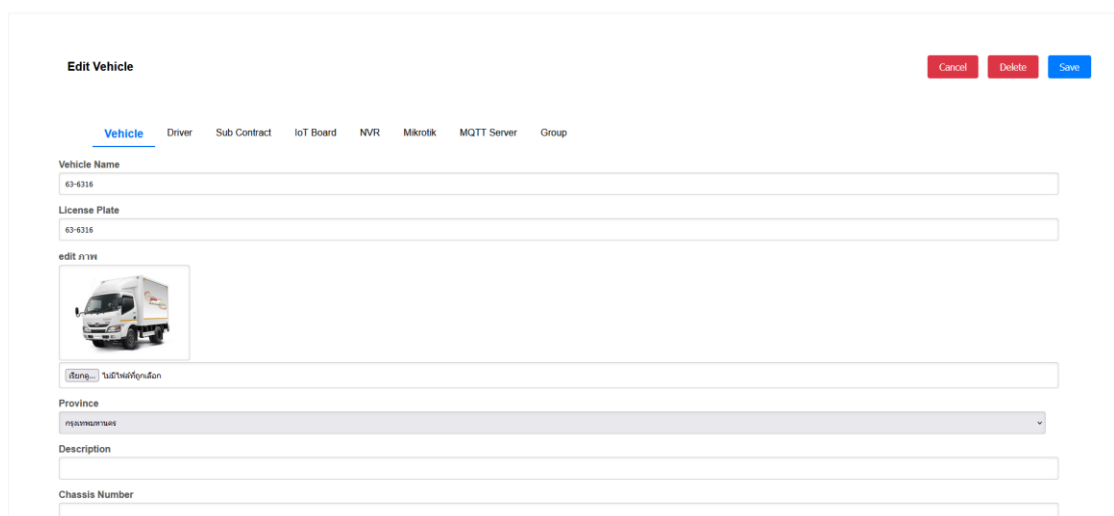 Edit Vehicle
Cancel Delete Save
Vehicle Driver Sub Contract IoT Board NVR Mikrotik MQTT Server Group
Vehicle Name
63-6316
License Plate
63-6316
edit ภาพ
เรียกดู... ไม่มีไฟล์ที่ถูกเลือก
Province
กรุงเทพมหานคร
Description
Chassis Number